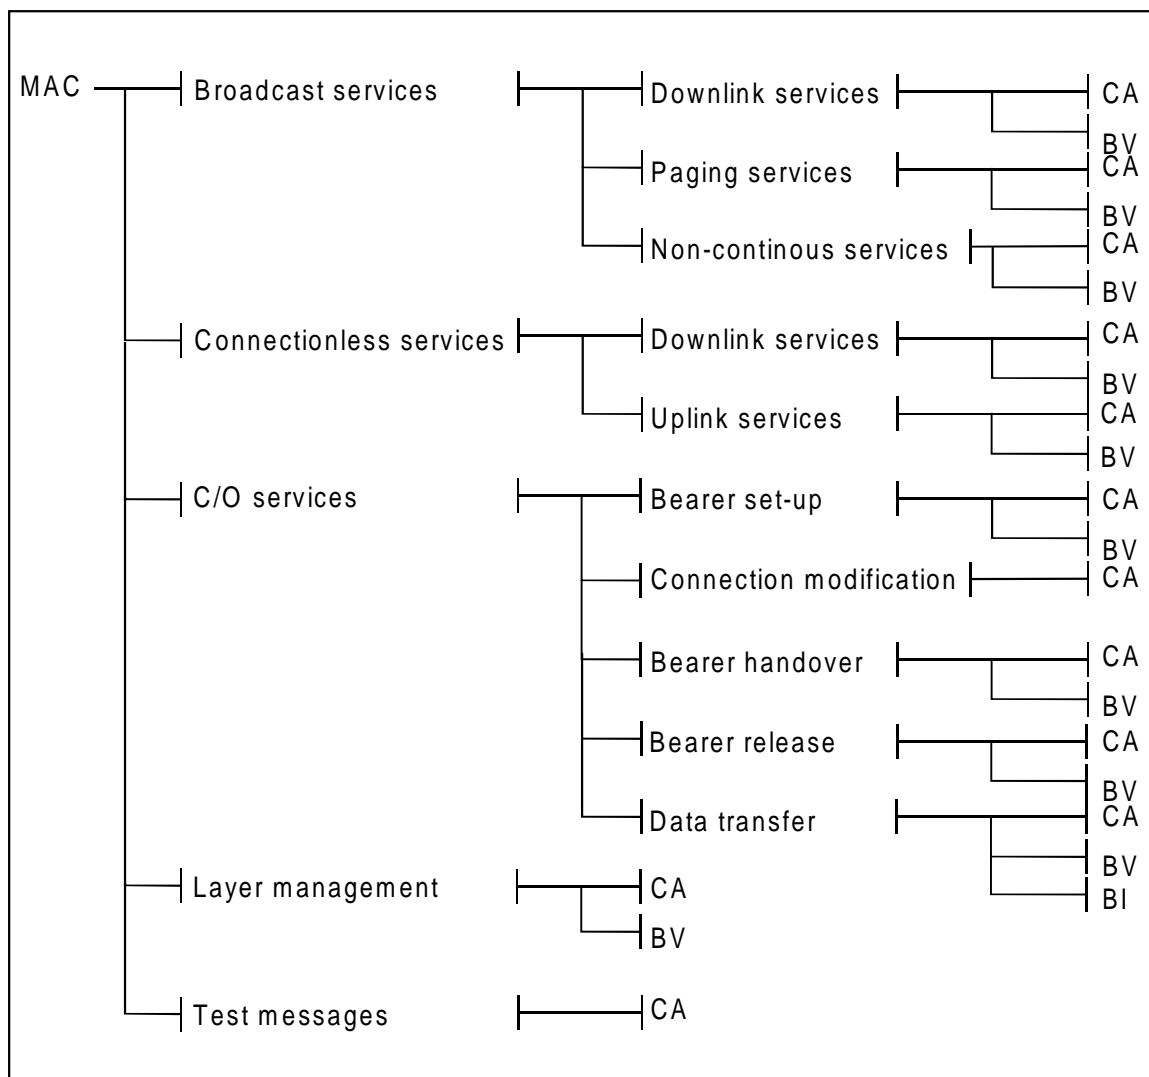 MAC
Broadcast services
Downlink services
CA
BV
Paging services
CA
BV
Non-continous services
CA
BV
Connectionless services
Downlink services
CA
BV
Uplink services
CA
BV
C/O services
Bearer set-up
CA
BV
Connection modification
CA
Bearer handover
CA
BV
Bearer release
CA
BV
Data transfer
CA
BV
BI
Layer management
CA
BV
Test messages
CA